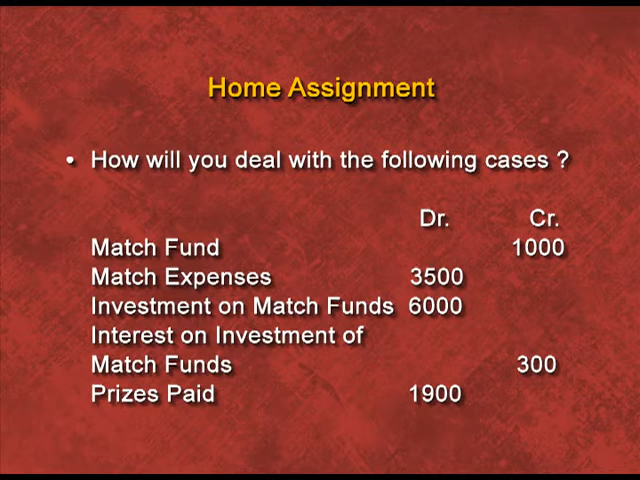 Home Assignment
• How will you deal with the following cases ?
Dr. Cr.
Match Fund 1000
Match Expenses 3500
Investment on Match Funds 6000
Interest on Investment of
Match Funds 300
Prizes Paid 1900